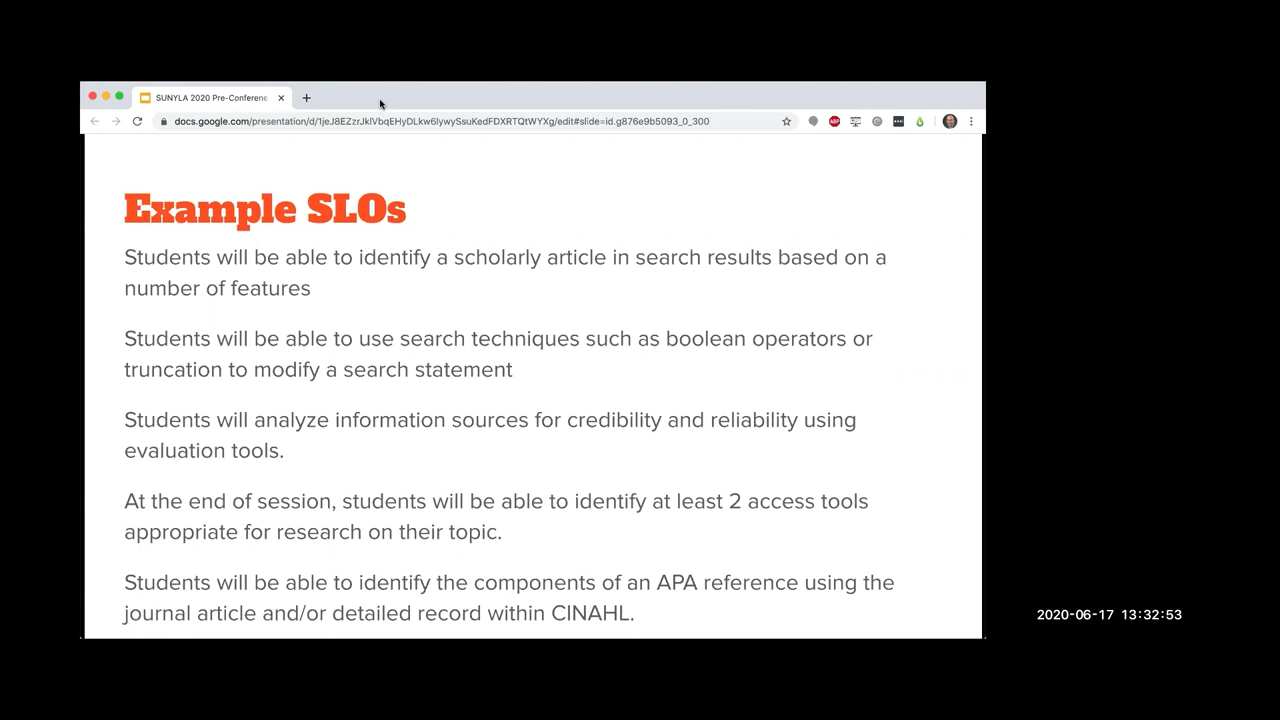 SUNYLA 2020 Pre-Conferenc
docs.google.com/presentation/d/1jeJ8EZzrJklVbqEHyDLkw6lywySsuKedFDXRTQtWYXg/edit#slide=id.g876e9b5093_0_300
ABP
Example SLOs
Students will be able to identify a scholarly article in search results based on a
number of features
Students will be able to use search techniques such as boolean operators or
truncation to modify a search statement
Students will analyze information sources for credibility and reliability using
evaluation tools.
At the end of session, students will be able to identify at least 2 access tools
appropriate for research on their topic.
Students will be able to identify the components of an APA reference using the
journal article and/or detailed record within CINAHL.
2020-06-17 13:32:53